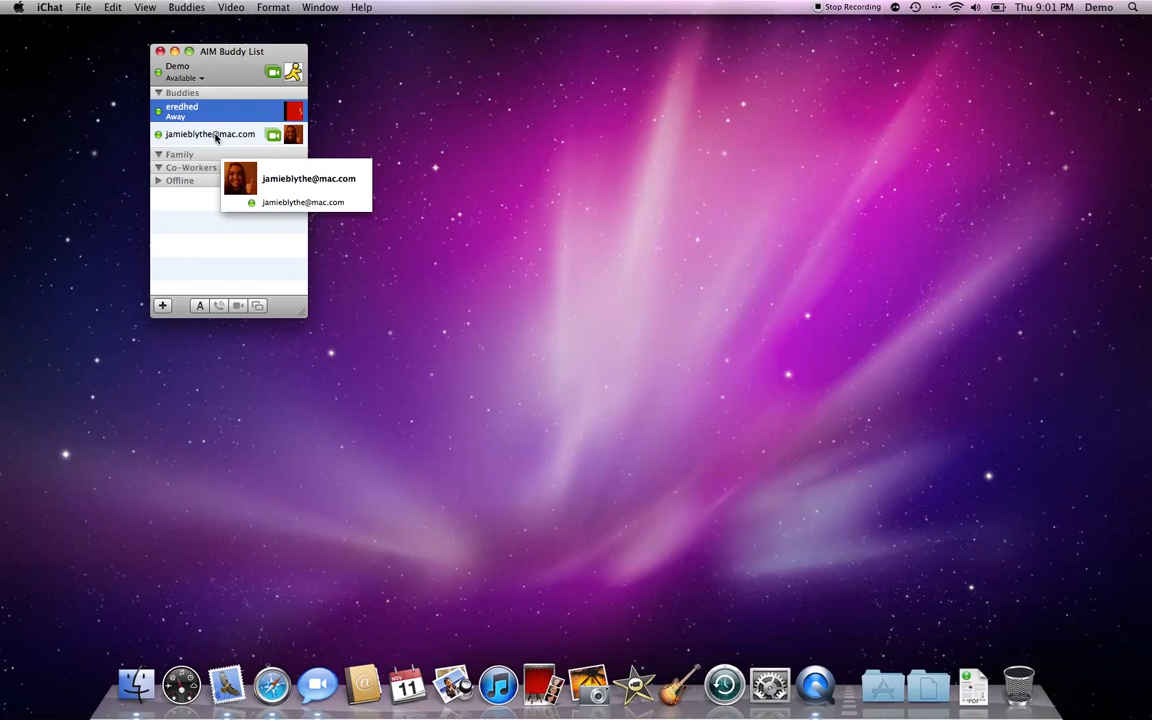 iChat File Edit View Buddies Video Format Window Help Stop Recording Thu 9:01 PM Demo
AIM Buddy List
Demo
Available
Buddies
eredhed
Away
jamieblythe@mac.com
Family
Co-Workers
Offline
jamieblythe@mac.com
jamieblythe@mac.com
A
NOV
11
PDF